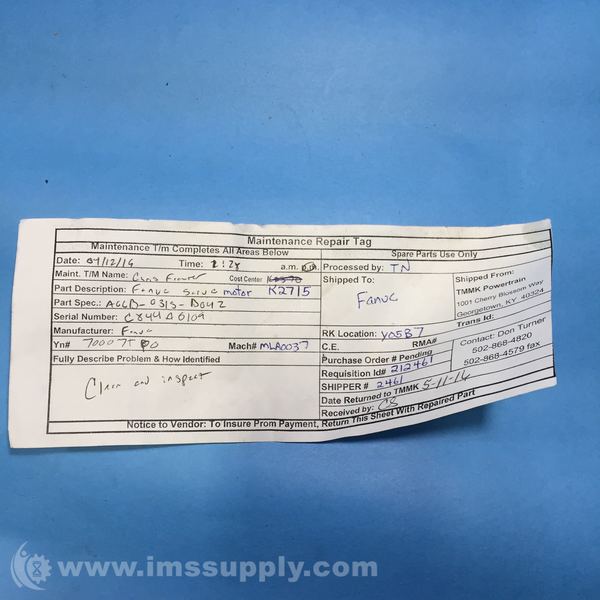 Maintenance Repair Tag
Maintenance T/m Completes All Areas Below
Spare Parts Use Only
Date: 04/12/16 Time: 2:28 a.m. p.m.
Processed by: TN
Maint. T/M Name: Chris Cost Center
Part Description: Fanuc Servo motor K2715
Part Spec.: A06B-0315-B042
Serial Number: C844A0109
Manufacturer: Fanuc
Yn# 70007T Mach# MLA0037
Fully Describe Problem & How Identified
Clean and inspect
Shipped To:
Fanuc
RK Location: Y05B7
C.E. RMA#
Purchase Order # Pending
Requisition Id# 212461
SHIPPER # 2461
Date Returned to TMMK 5-11-16
Received by: CS
Shipped From:
TMMK Powertrain
1001 Cherry Blossom Way
Georgetown, KY. 40324
Trans Id:
Contact: Don Turner
502-868-4820
502-868-4579 fax
Notice to Vendor: To Insure Prom Payment, Return This Sheet With Repaired Part
www.imssupply.com/